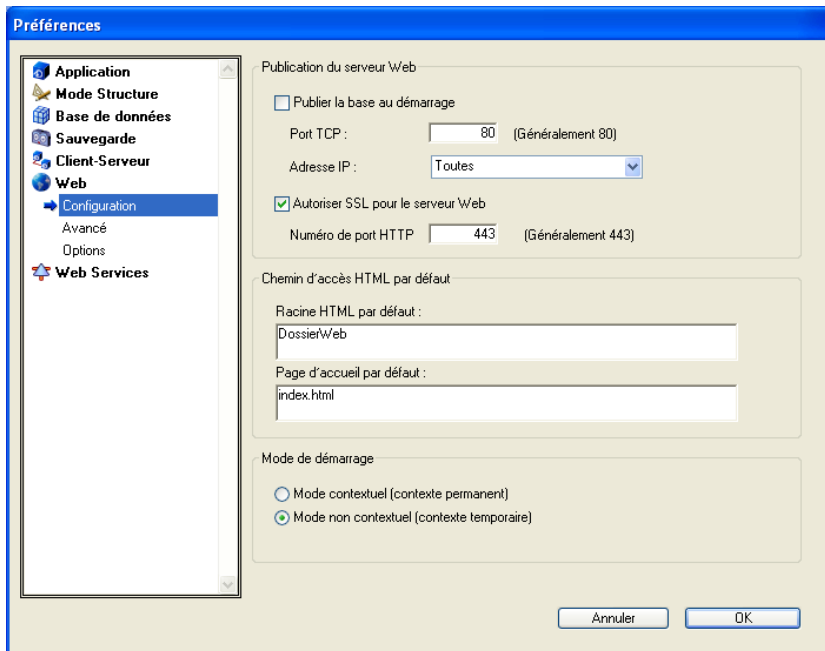 Préférences
Application
Mode Structure
Base de données
Sauvegarde
Client-Serveur
Web
Configuration
Avancé
Options
Web Services
Publication du serveur Web
Publier la base au démarrage
Port TCP : 80 (Généralement 80)
Adresse IP : Toutes
Autoriser SSL pour le serveur Web
Numéro de port HTTP 443 (Généralement 443)
Chemin d'accès HTML par défaut
Racine HTML par défaut :
DossierWeb
Page d'accueil par défaut :
index.html
Mode de démarrage
Mode contextuel (contexte permanent)
Mode non contextuel (contexte temporaire)
Annuler OK